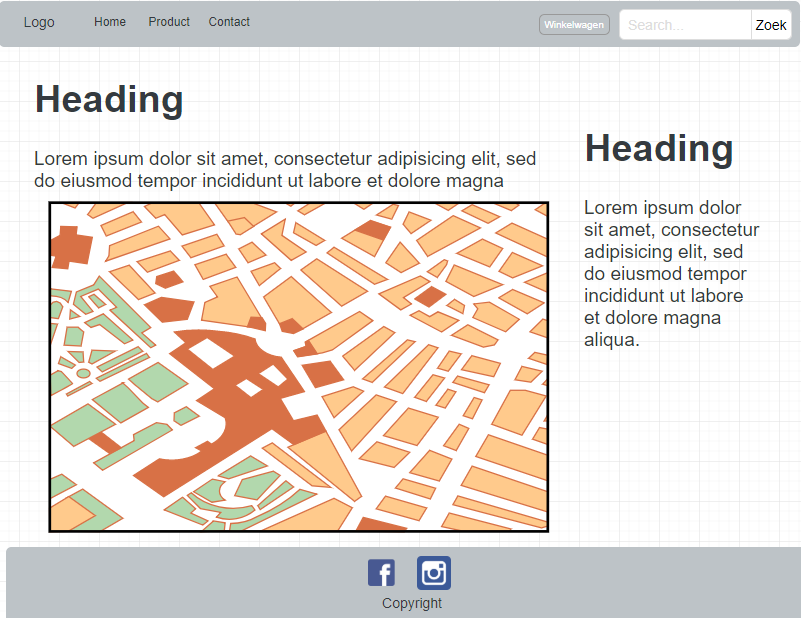 Logo Home Product Contact Winkelwagen Search... Zoek
Heading
Lorem ipsum dolor sit amet, consectetur adipisicing elit, sed
do eiusmod tempor incididunt ut labore et dolore magna
Heading
Lorem ipsum dolor
sit amet, consectetur
adipisicing elit, sed
do eiusmod tempor
incididunt ut labore
et dolore magna
aliqua.
Copyright